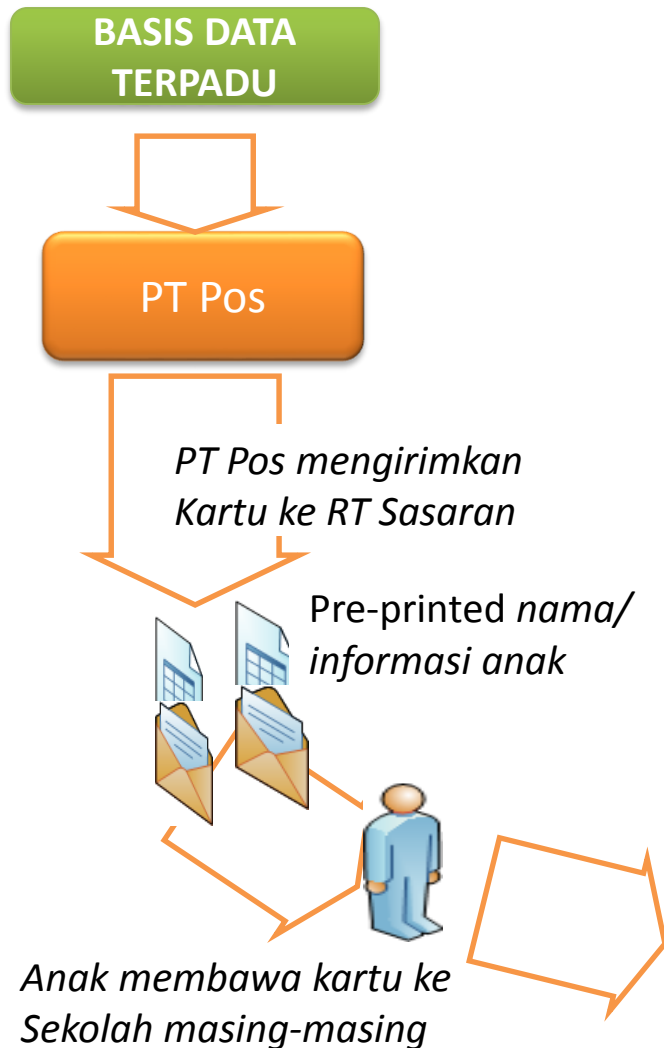 BASIS DATA
TERPADU
PT Pos
PT Pos mengirimkan
Kartu ke RT Sasaran
Pre-printed nama/
informasi anak
Anak membawa kartu ke
Sekolah masing-masing